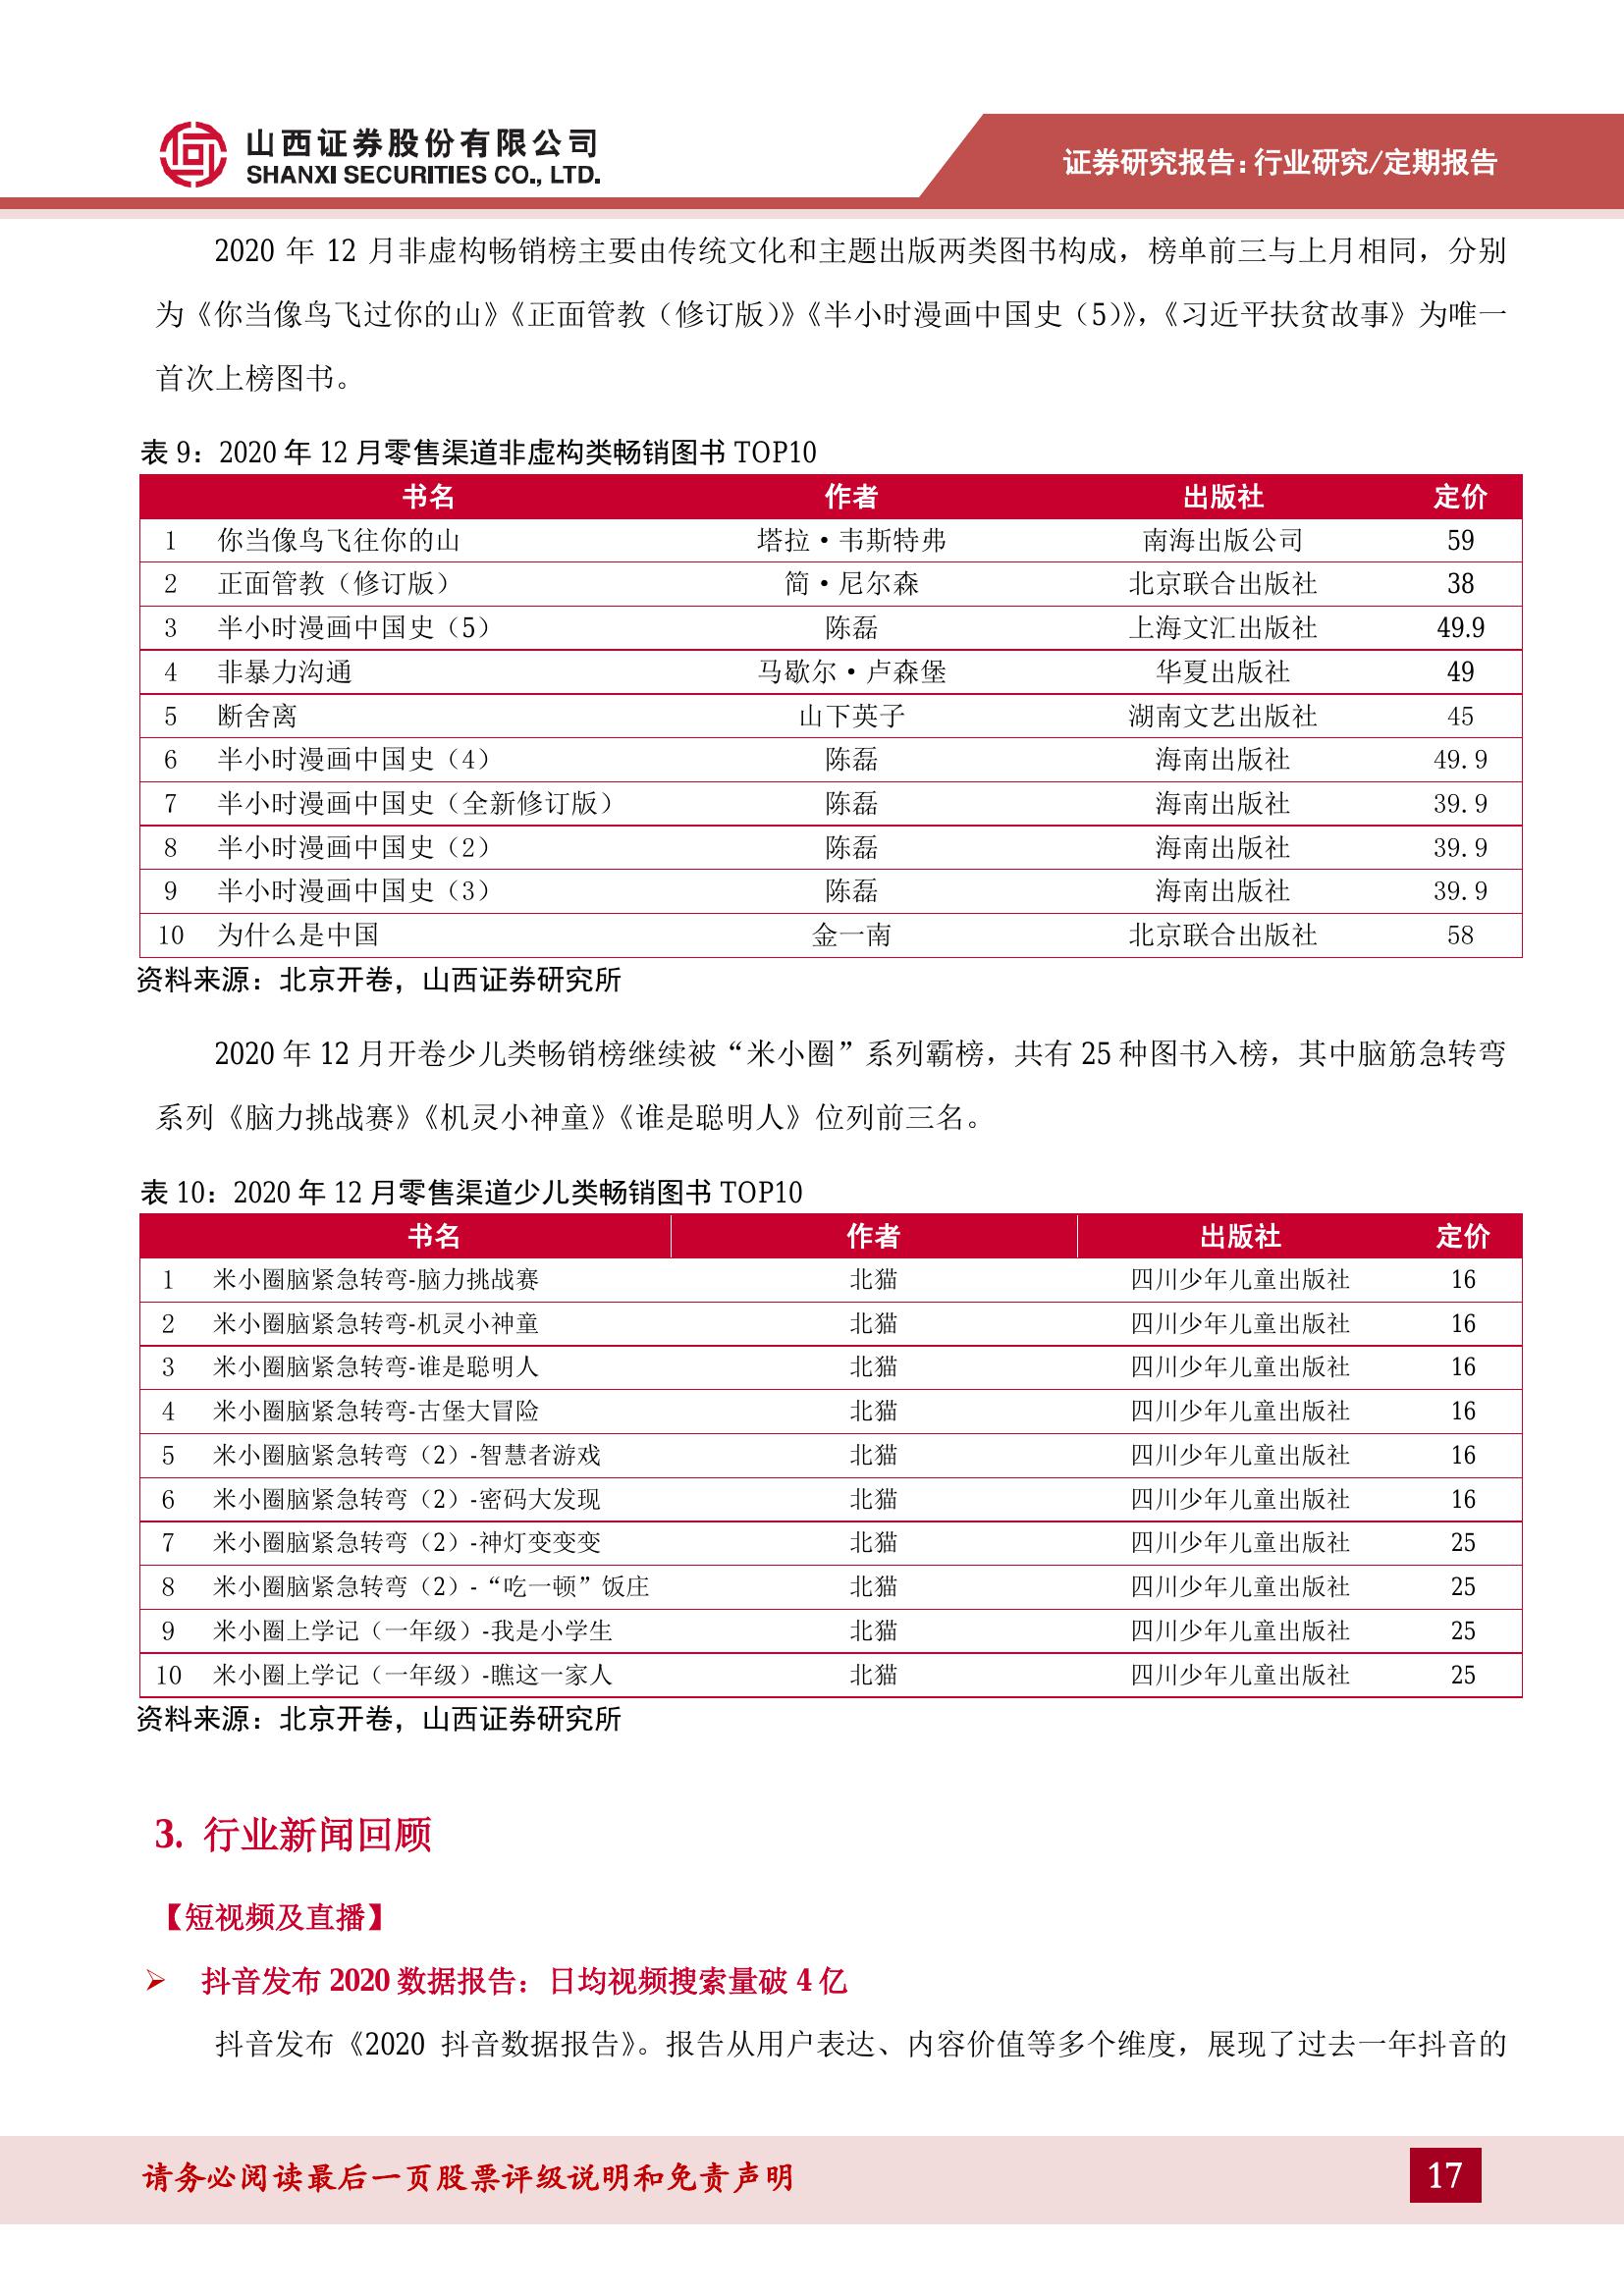 山西证券股份有限公司
SHANXI SECURITIES CO., LTD.
证券研究报告：行业研究/定期报告
2020 年 12 月非虚构畅销榜主要由传统文化和主题出版两类图书构成，榜单前三与上月相同，分别
为《你当像鸟飞过你的山》《正面管教（修订版）》《半小时漫画中国史（5）》，《习近平扶贫故事》为唯一
首次上榜图书。
表 9：2020 年 12 月零售渠道非虚构类畅销图书 TOP10
书名 作者 出版社 定价
1 你当像鸟飞往你的山 塔拉·韦斯特弗 南海出版公司 59
2 正面管教（修订版） 简·尼尔森 北京联合出版社 38
3 半小时漫画中国史（5） 陈磊 上海文汇出版社 49.9
4 非暴力沟通 马歇尔·卢森堡 华夏出版社 49
5 断舍离 山下英子 湖南文艺出版社 45
6 半小时漫画中国史（4） 陈磊 海南出版社 49.9
7 半小时漫画中国史（全新修订版） 陈磊 海南出版社 39.9
8 半小时漫画中国史（2） 陈磊 海南出版社 39.9
9 半小时漫画中国史（3） 陈磊 海南出版社 39.9
10 为什么是中国 金一南 北京联合出版社 58
资料来源：北京开卷，山西证券研究所
2020 年 12 月开卷少儿类畅销榜继续被“米小圈”系列霸榜，共有 25 种图书入榜，其中脑筋急转弯
系列《脑力挑战赛》《机灵小神童》《谁是聪明人》位列前三名。
表 10：2020 年 12 月零售渠道少儿类畅销图书 TOP10
书名 作者 出版社 定价
1 米小圈脑紧急转弯-脑力挑战赛 北猫 四川少年儿童出版社 16
2 米小圈脑紧急转弯-机灵小神童 北猫 四川少年儿童出版社 16
3 米小圈脑紧急转弯-谁是聪明人 北猫 四川少年儿童出版社 16
4 米小圈脑紧急转弯-古堡大冒险 北猫 四川少年儿童出版社 16
5 米小圈脑紧急转弯（2）-智慧者游戏 北猫 四川少年儿童出版社 16
6 米小圈脑紧急转弯（2）-密码大发现 北猫 四川少年儿童出版社 16
7 米小圈脑紧急转弯（2）-神灯变变变 北猫 四川少年儿童出版社 25
8 米小圈脑紧急转弯（2）-“吃一顿”饭庄 北猫 四川少年儿童出版社 25
9 米小圈上学记（一年级）-我是小学生 北猫 四川少年儿童出版社 25
10 米小圈上学记（一年级）-瞧这一家人 北猫 四川少年儿童出版社 25
资料来源：北京开卷，山西证券研究所
3. 行业新闻回顾
【短视频及直播】
➢ 抖音发布 2020 数据报告：日均视频搜索量破 4 亿
抖音发布《2020 抖音数据报告》。报告从用户表达、内容价值等多个维度，展现了过去一年抖音的
请务必阅读最后一页股票评级说明和免责声明
17